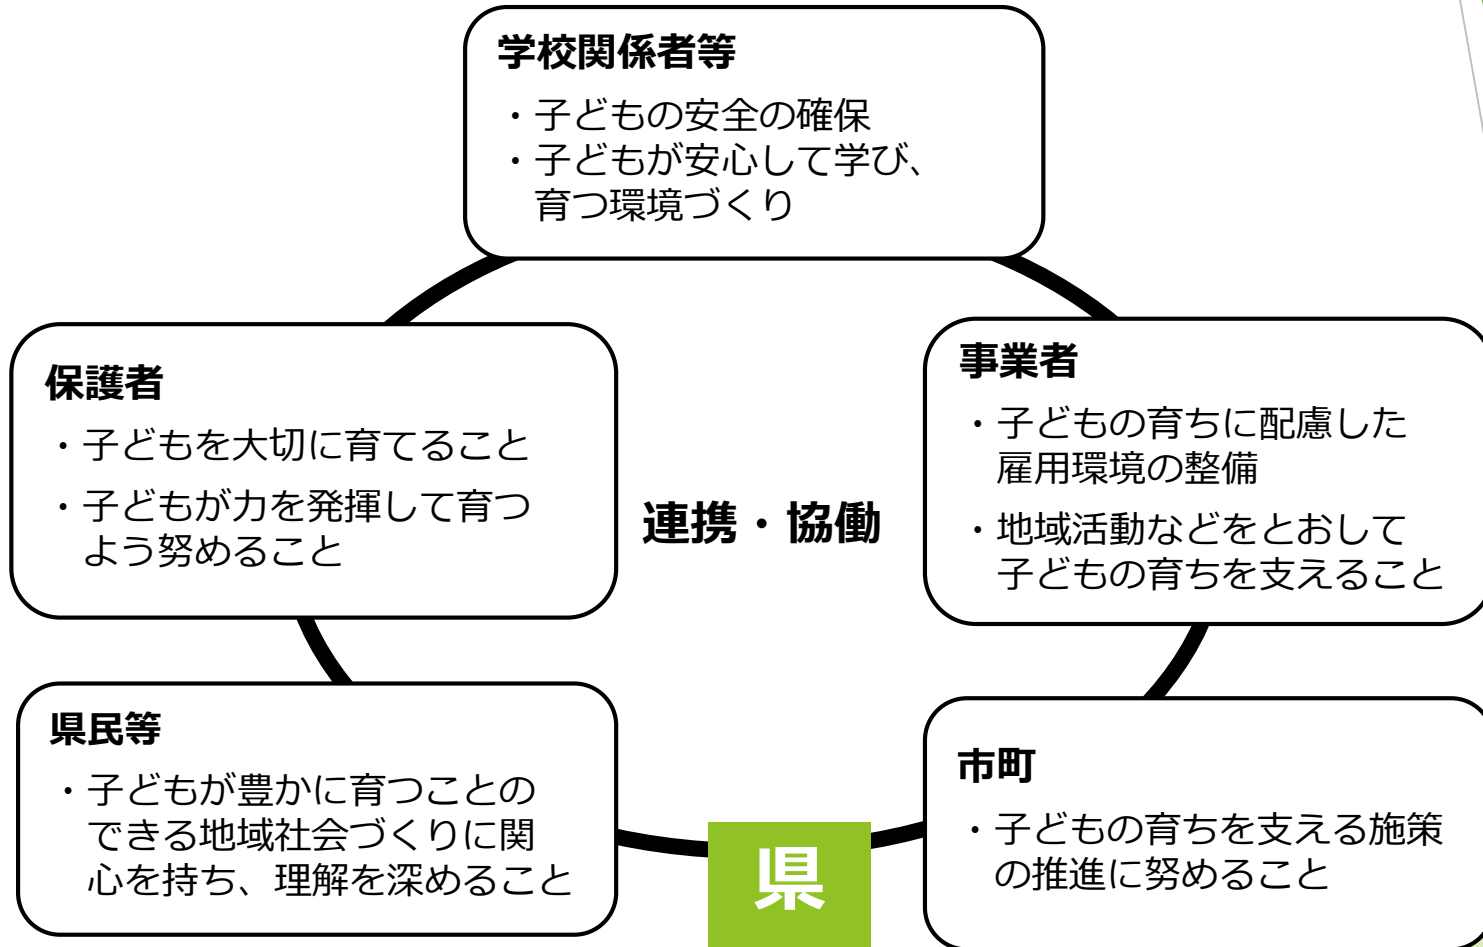 学校関係者等
・子どもの安全の確保
・子どもが安心して学び、
育つ環境づくり
保護者
・子どもを大切に育てること
・子どもが力を発揮して育つ
よう努めること
連携・協働
事業者
・子どもの育ちに配慮した
雇用環境の整備
・地域活動などをとおして
子どもの育ちを支えること
県民等
・子どもが豊かに育つことの
できる地域社会づくりに関
心を持ち、理解を深めること
県
市町
・子どもの育ちを支える施策
の推進に努めること